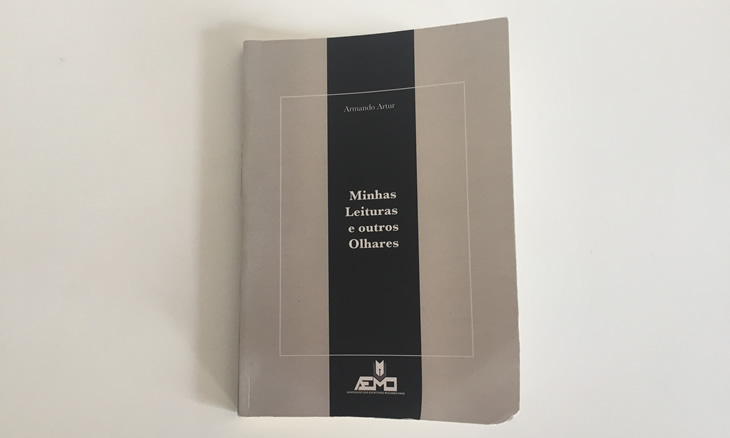 Armando Artur
Minhas
Leituras
e outros
Olhares
AEMO